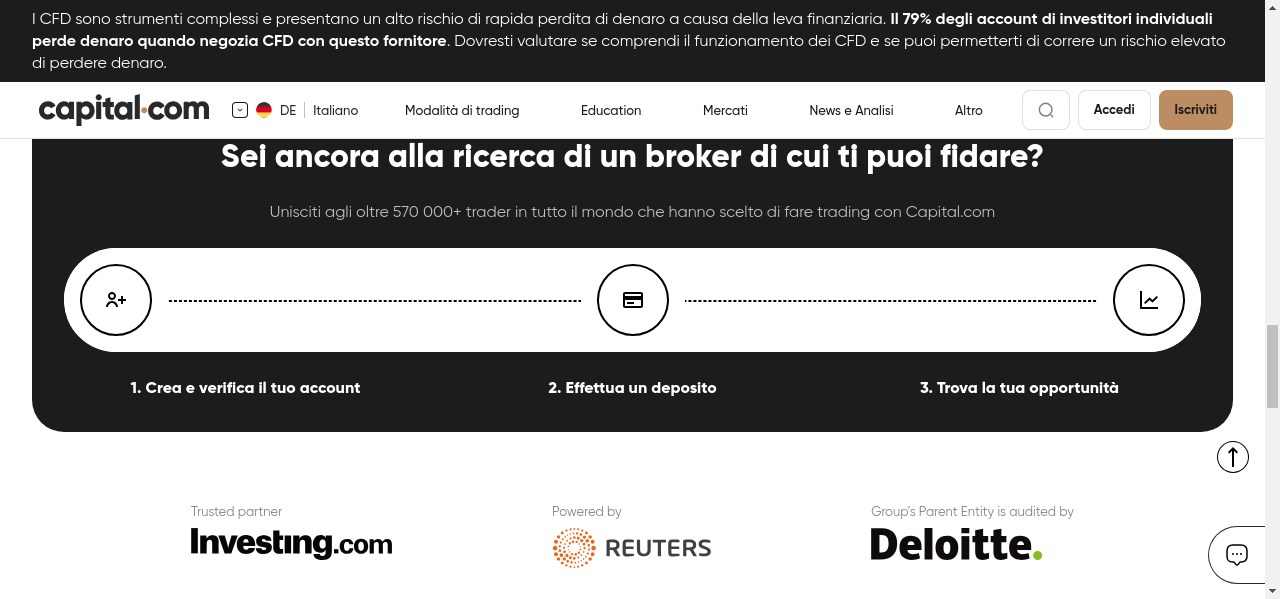 I CFD sono strumenti complessi e presentano un alto rischio di rapida perdita di denaro a causa della leva finanziaria. Il 79% degli account di investitori individuali
perde denaro quando negozia CFD con questo fornitore. Dovresti valutare se comprendi il funzionamento dei CFD e se puoi permetterti di correre un rischio elevato
di perdere denaro.
capital.com DE Italiano Modalità di trading Education Mercati News e Analisi Altro Accedi Iscriviti
Sei ancora alla ricerca di un broker di cui ti puoi fidare?
Unisciti agli oltre 570 000+ trader in tutto il mondo che hanno scelto di fare trading con Capital.com
1. Crea e verifica il tuo account 2. Effettua un deposito 3. Trova la tua opportunità
Trusted partner Powered by Group's Parent Entity is audited by
Investing.com REUTERS Deloitte.